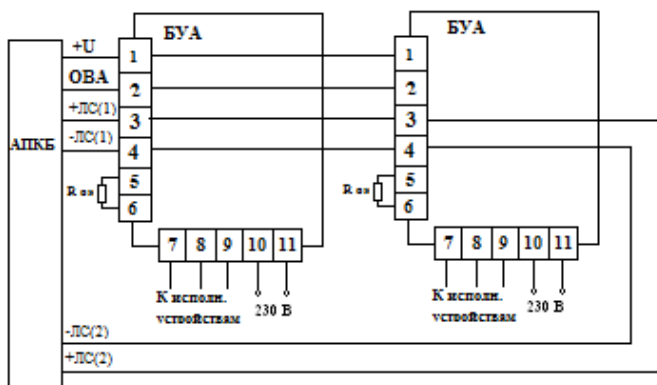 БУА
БУА
+U
ОВА
+ЛС(1)
-ЛС(1)
АПКБ
1
2
3
4
5
6
R оз
7 8 9 10 11
К исполн.
устройствам
230 В
1
2
3
4
5
6
R оз
7 8 9 10 11
К исполн.
устройствам
230 В
-ЛС(2)
+ЛС(2)